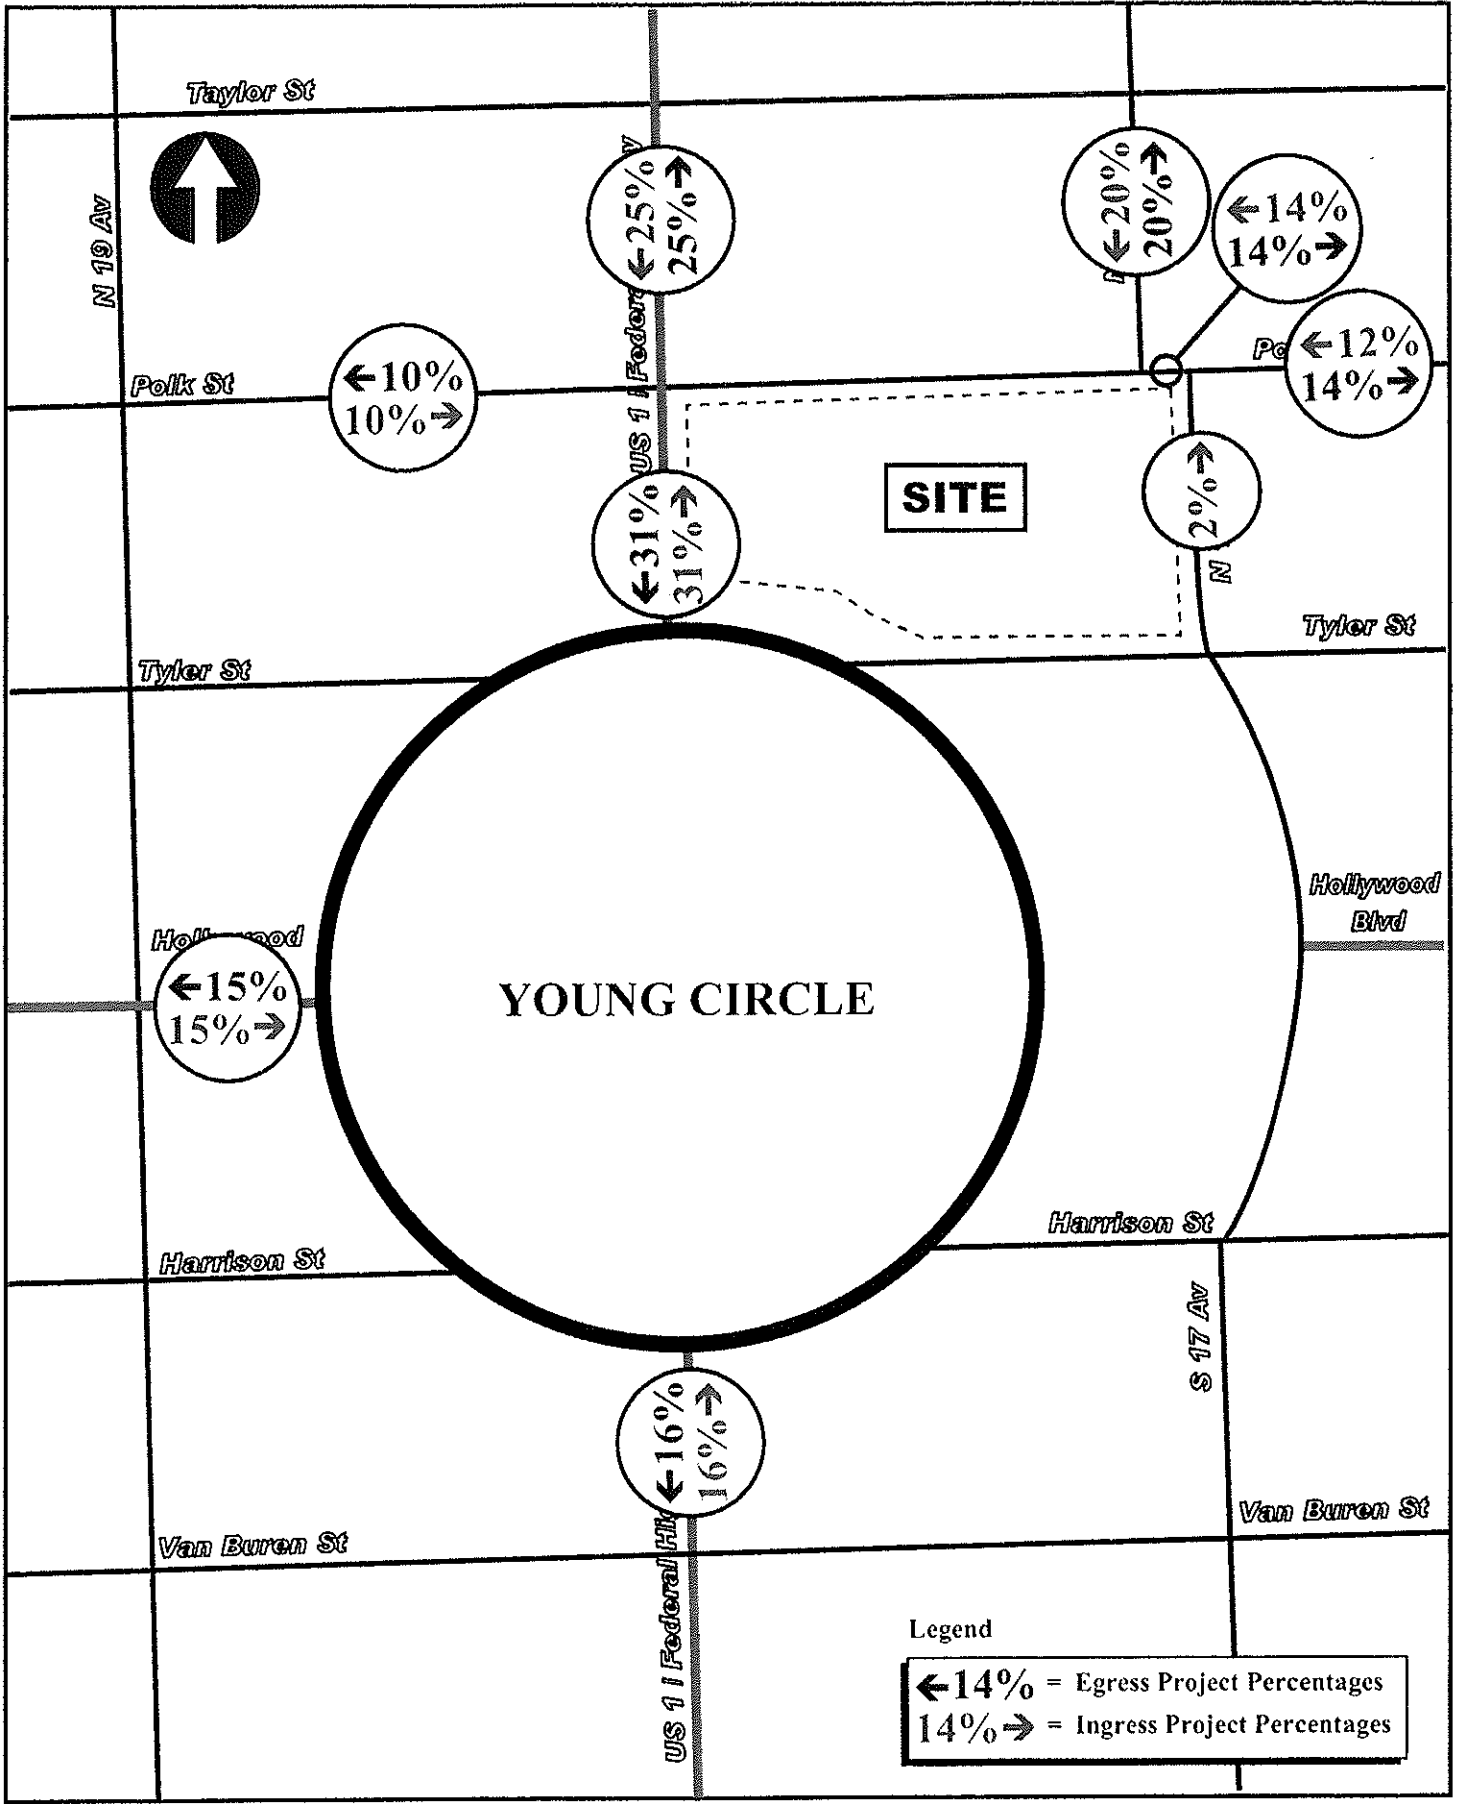 Taylor St
N 19 Av
US 1 | Federa
y
←25%
25%→
←20%
20%→
←14%
14%→
Polk St
←10%
10%→
Po
←12%
14%→
←31%
31%→
SITE
2%→
N
Tyler St
Tyler St
Hollywood
Blvd
←15%
15%→
YOUNG CIRCLE
Harrison St
Harrison St
S 17 Av
←16%
16%→
Van Buren St
Van Buren St
US 1 | Federal Hi
Legend
←14% = Egress Project Percentages
14%→ = Ingress Project Percentages